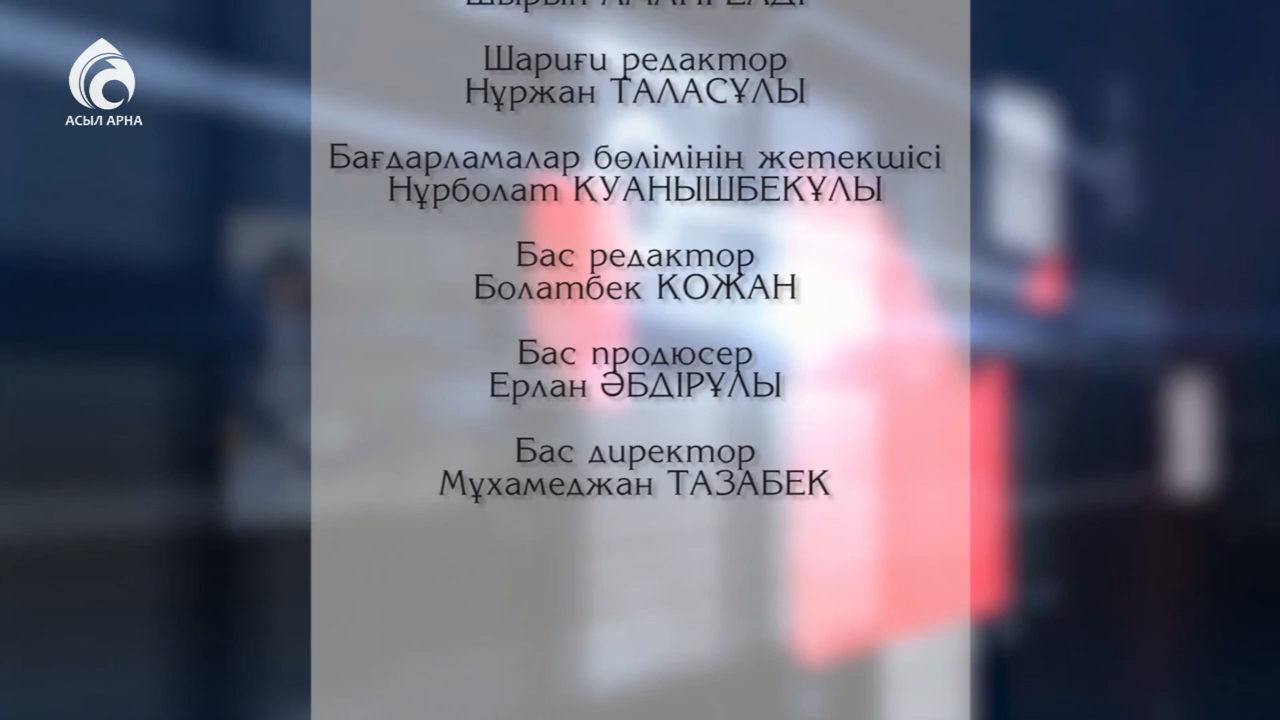 АСЫЛ АРНА
Шариғи редактор
Нұржан ТАЛАСҰЛЫ
Бағдарламалар бөлімінің жетекшісі
Нұрболат ҚУАНЫШБЕКҰЛЫ
Бас редактор
Болатбек ҚОЖАН
Бас продюсер
Ерлан ӘБДІРҰЛЫ
Бас директор
Мұхамеджан ТАЗАБЕК